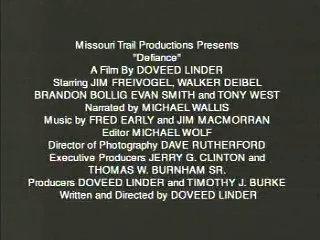 Missouri Trail Productions Presents
"Defiance"
A Film By DOVEED LINDER
Starring JIM FREIVOGEL, WALKER DEIBEL
BRANDON BOLLIG EVAN SMITH and TONY WEST
Narrated by MICHAEL WALLIS
Music by FRED EARLY and JIM MACMORRAN
Editor MICHAEL WOLF
Director of Photography DAVE RUTHERFORD
Executive Producers JERRY G. CLINTON and
THOMAS W. BURNHAM SR.
Producers DOVEED LINDER and TIMOTHY J. BURKE
Written and Directed by DOVEED LINDER